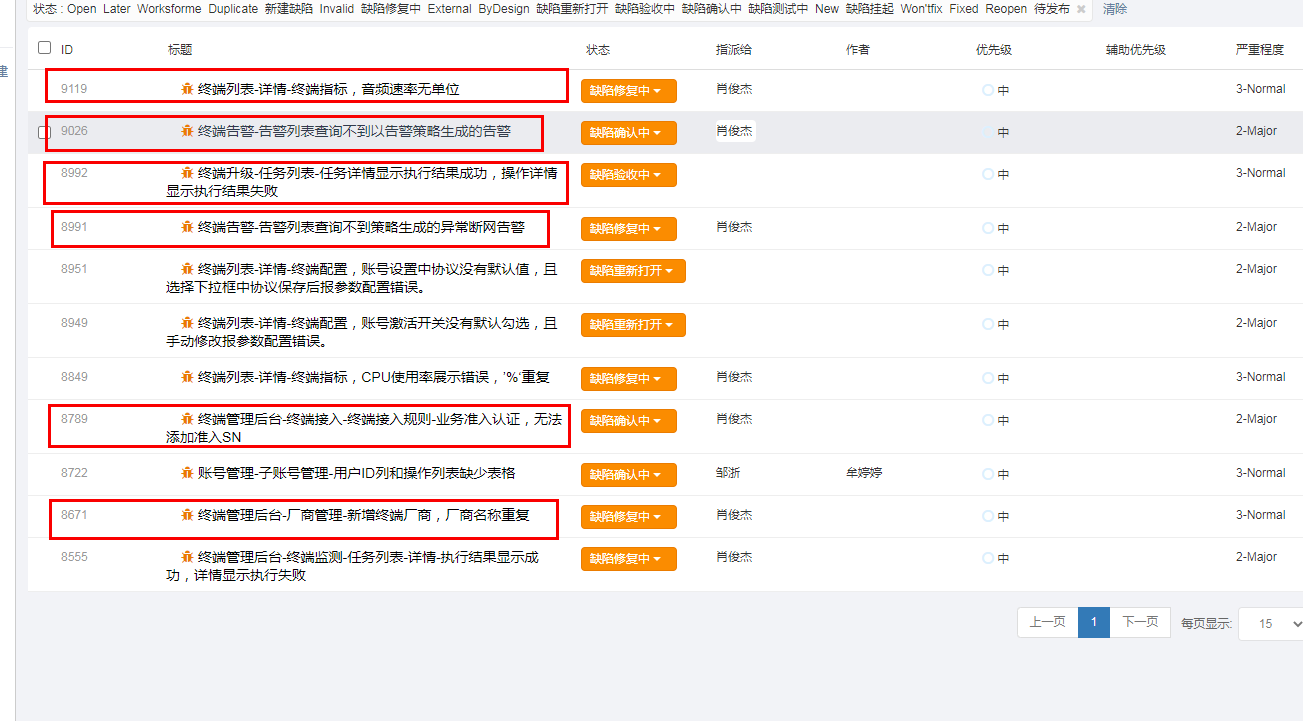 状态 : Open Later Worksforme Duplicate 新建缺陷 Invalid 缺陷修复中 External ByDesign 缺陷重新打开 缺陷验收中 缺陷确认中 缺陷测试中 New 缺陷挂起 Won'tfix Fixed Reopen 待发布 清除
建
ID 标题 状态 指派给 作者 优先级 辅助优先级 严重程度
9119 终端列表-详情-终端指标，音频速率无单位 缺陷修复中 肖俊杰 中 3-Normal
9026 终端告警-告警列表查询不到以告警策略生成的告警 缺陷确认中 肖俊杰 中 2-Major
8992 终端升级-任务列表-任务详情显示执行结果成功，操作详情 缺陷验收中 中 3-Normal
显示执行结果失败
8991 终端告警-告警列表查询不到策略生成的异常断网告警 缺陷修复中 肖俊杰 中 2-Major
8951 终端列表-详情-终端配置，账号设置中协议没有默认值，且 缺陷重新打开 中 2-Major
选择下拉框中协议保存后报参数配置错误。
8949 终端列表-详情-终端配置，账号激活开关没有默认勾选，且 缺陷重新打开 中 2-Major
手动修改报参数配置错误。
8849 终端列表-详情-终端指标，CPU使用率展示错误，'%'重复 缺陷修复中 肖俊杰 中 3-Normal
8789 终端管理后台-终端接入-终端接入规则-业务准入认证，无法 缺陷确认中 肖俊杰 中 2-Major
添加准入SN
8722 账号管理-子账号管理-用户ID列和操作列表缺少表格 缺陷确认中 邹浙 牟婷婷 中 3-Normal
8671 终端管理后台-厂商管理-新增终端厂商，厂商名称重复 缺陷修复中 肖俊杰 中 3-Normal
8555 终端管理后台-终端监测-任务列表-详情-执行结果显示成 缺陷修复中 肖俊杰 中 2-Major
功，详情显示执行失败
上一页 1 下一页 每页显示: 15